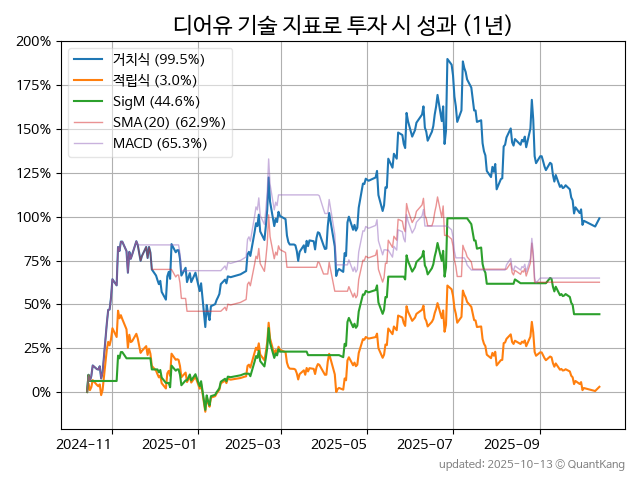 디어유 기술 지표로 투자 시 성과 (1년)
200%
175%
150%
125%
100%
75%
50%
25%
0%
거치식 (99.5%)
적립식 (3.0%)
SigM (44.6%)
SMA(20) (62.9%)
MACD (65.3%)
2024-11 2025-01 2025-03 2025-05 2025-07 2025-09
updated: 2025-10-13 © QuantKang